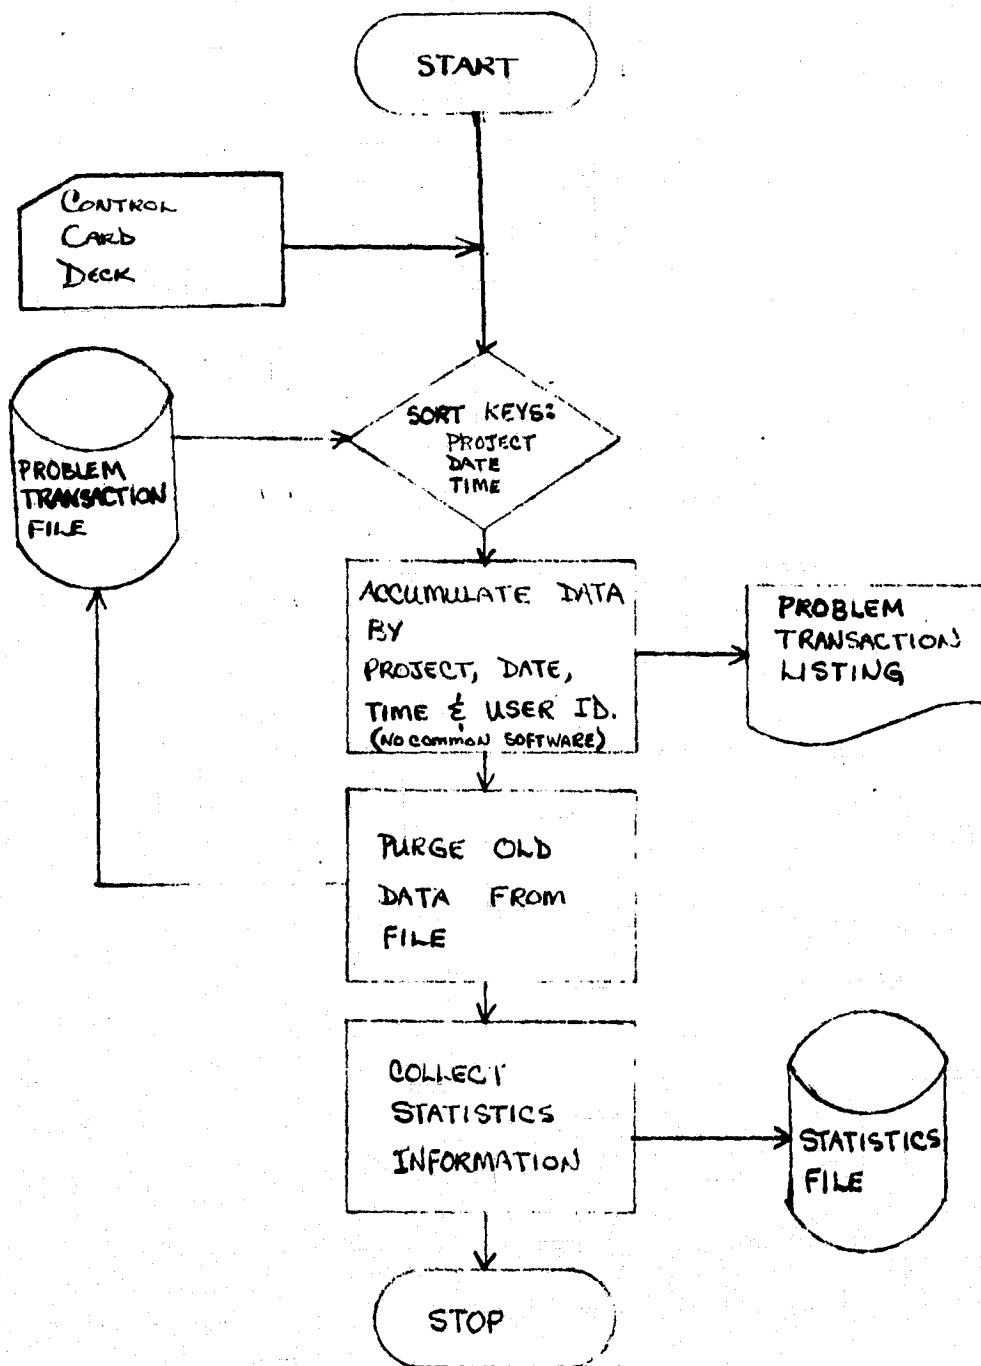 START
CONTROL
CARD
DECK
SORT KEYS:
PROJECT
DATE
TIME
PROBLEM
TRANSACTION
FILE
ACCUMULATE DATA
BY
PROJECT, DATE,
TIME & USER ID.
(NO COMMON SOFTWARE)
PROBLEM
TRANSACTION
LISTING
PURGE OLD
DATA FROM
FILE
COLLECT
STATISTICS
INFORMATION
STATISTICS
FILE
STOP